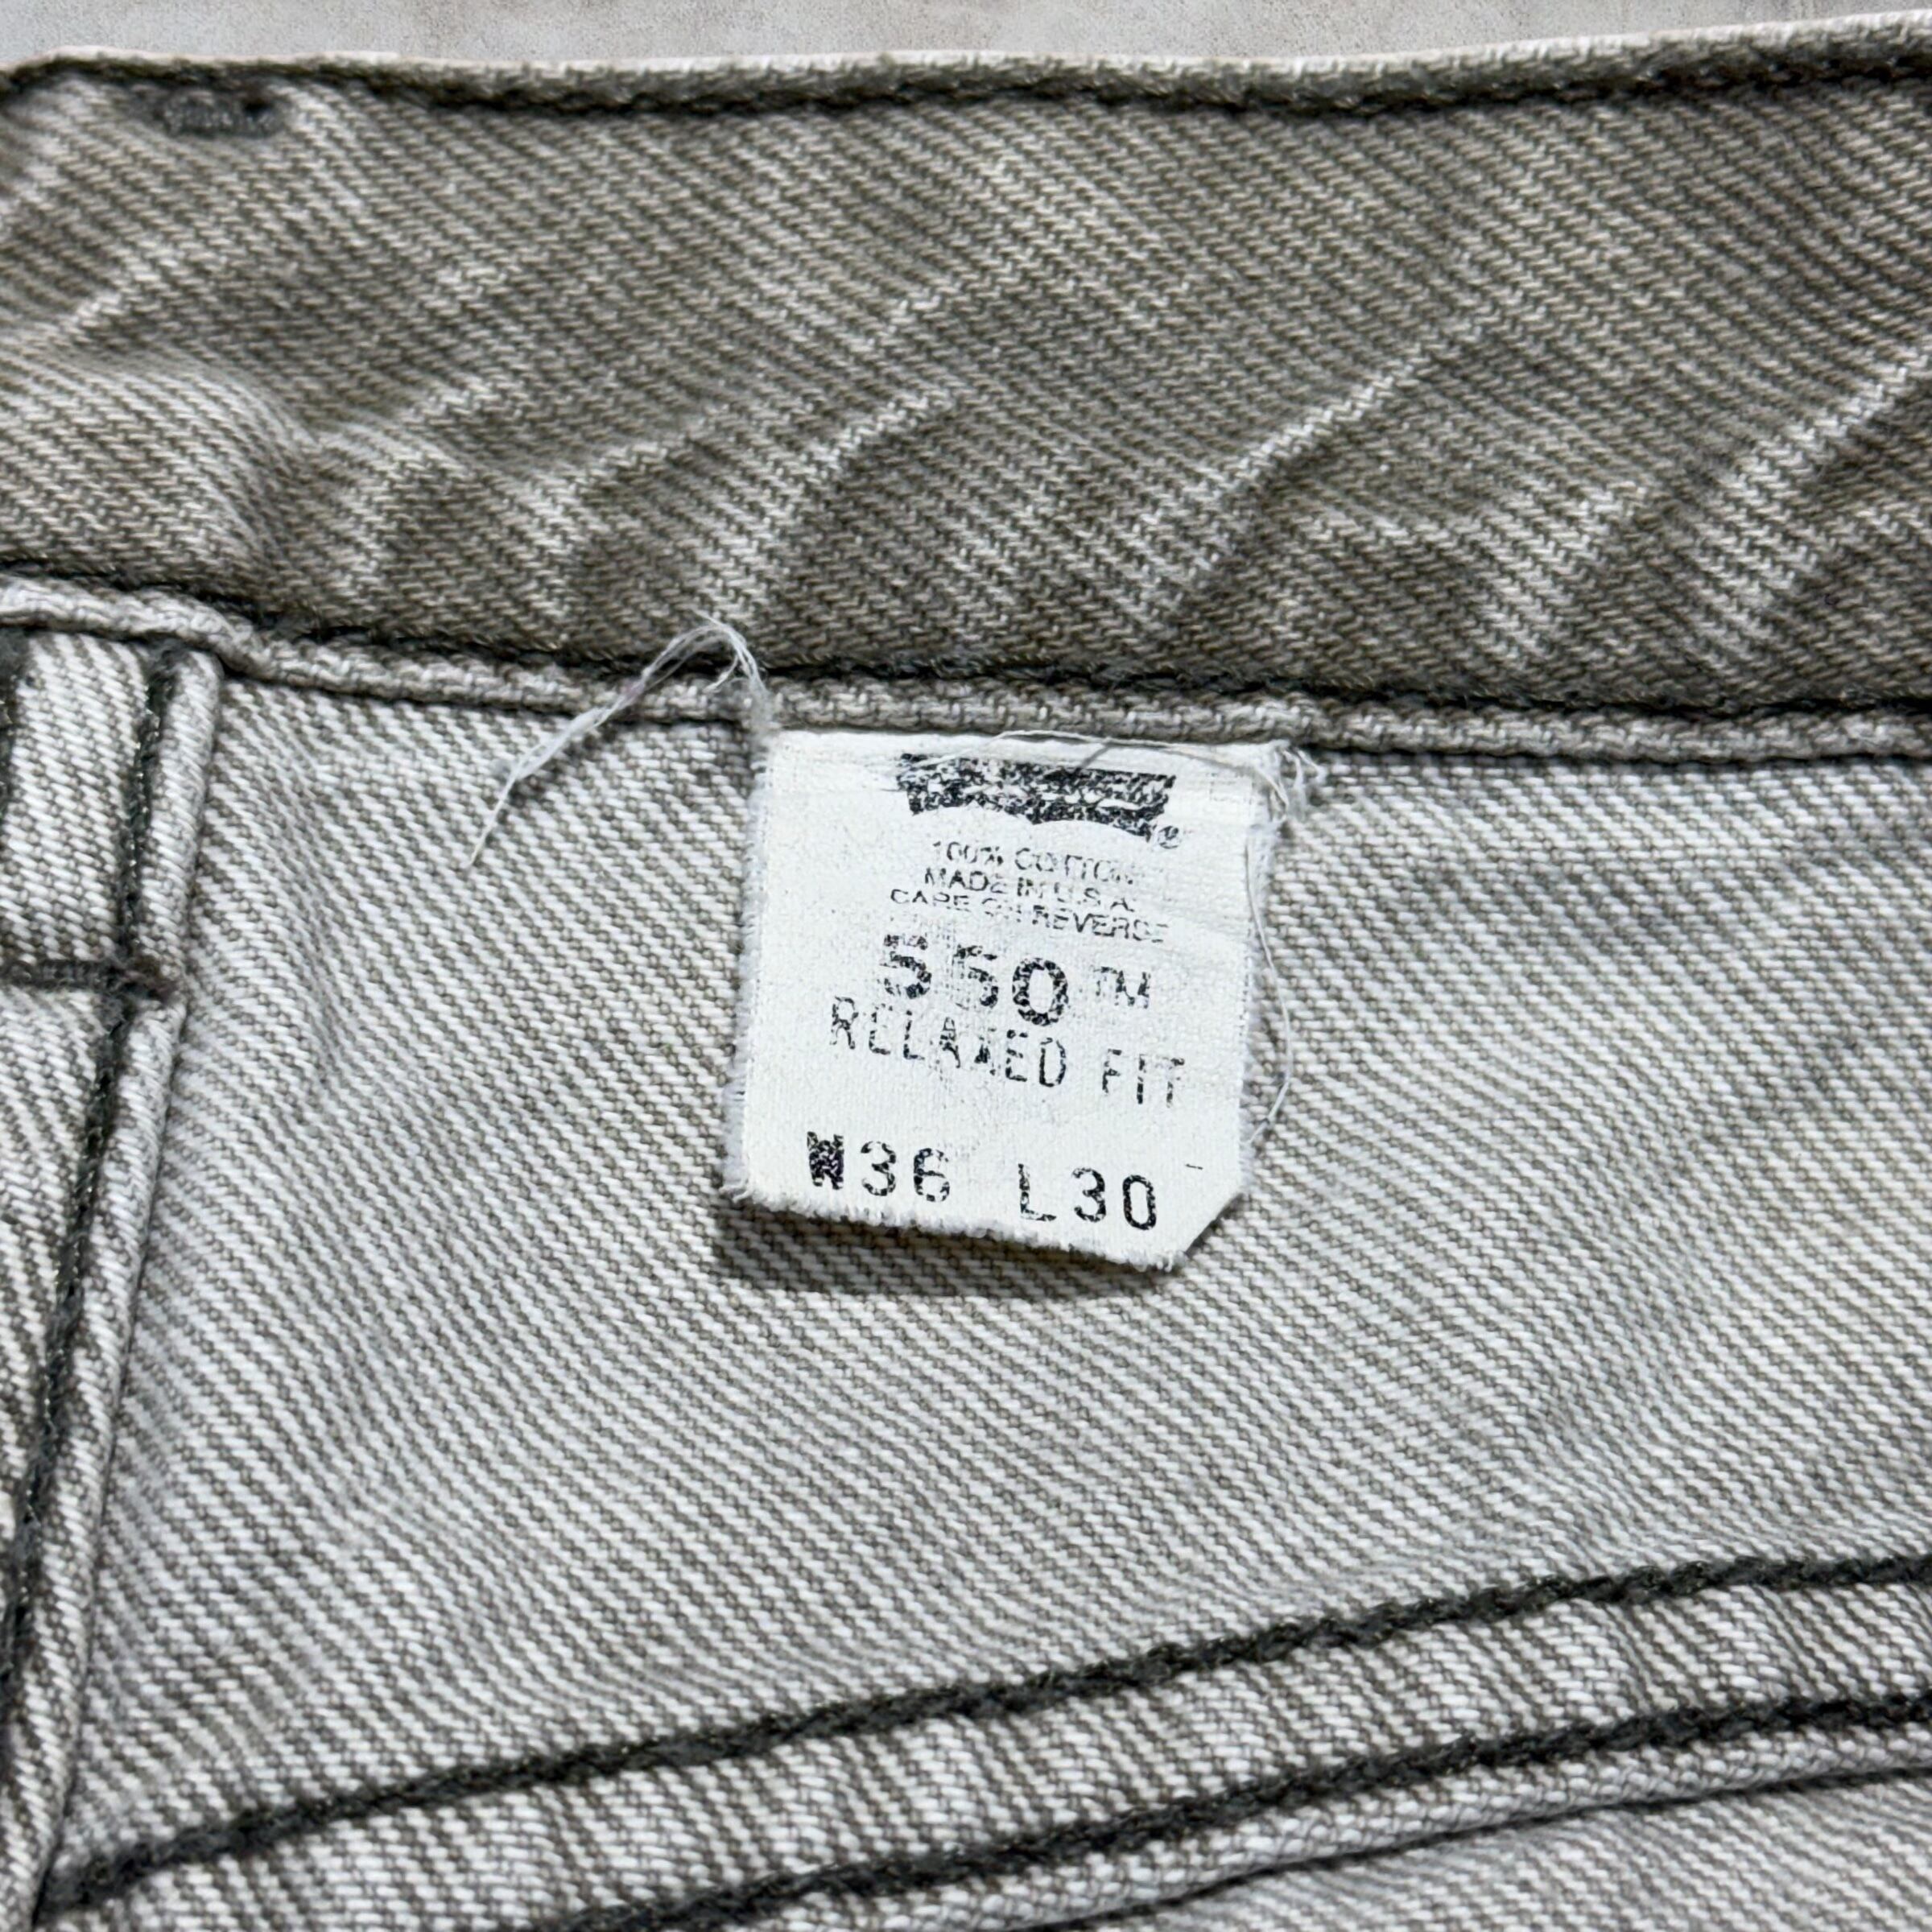 100% COTTON
MADE IN U.S.A.
CARE ON REVERSE
550™
RELAXED FIT
W36 L30